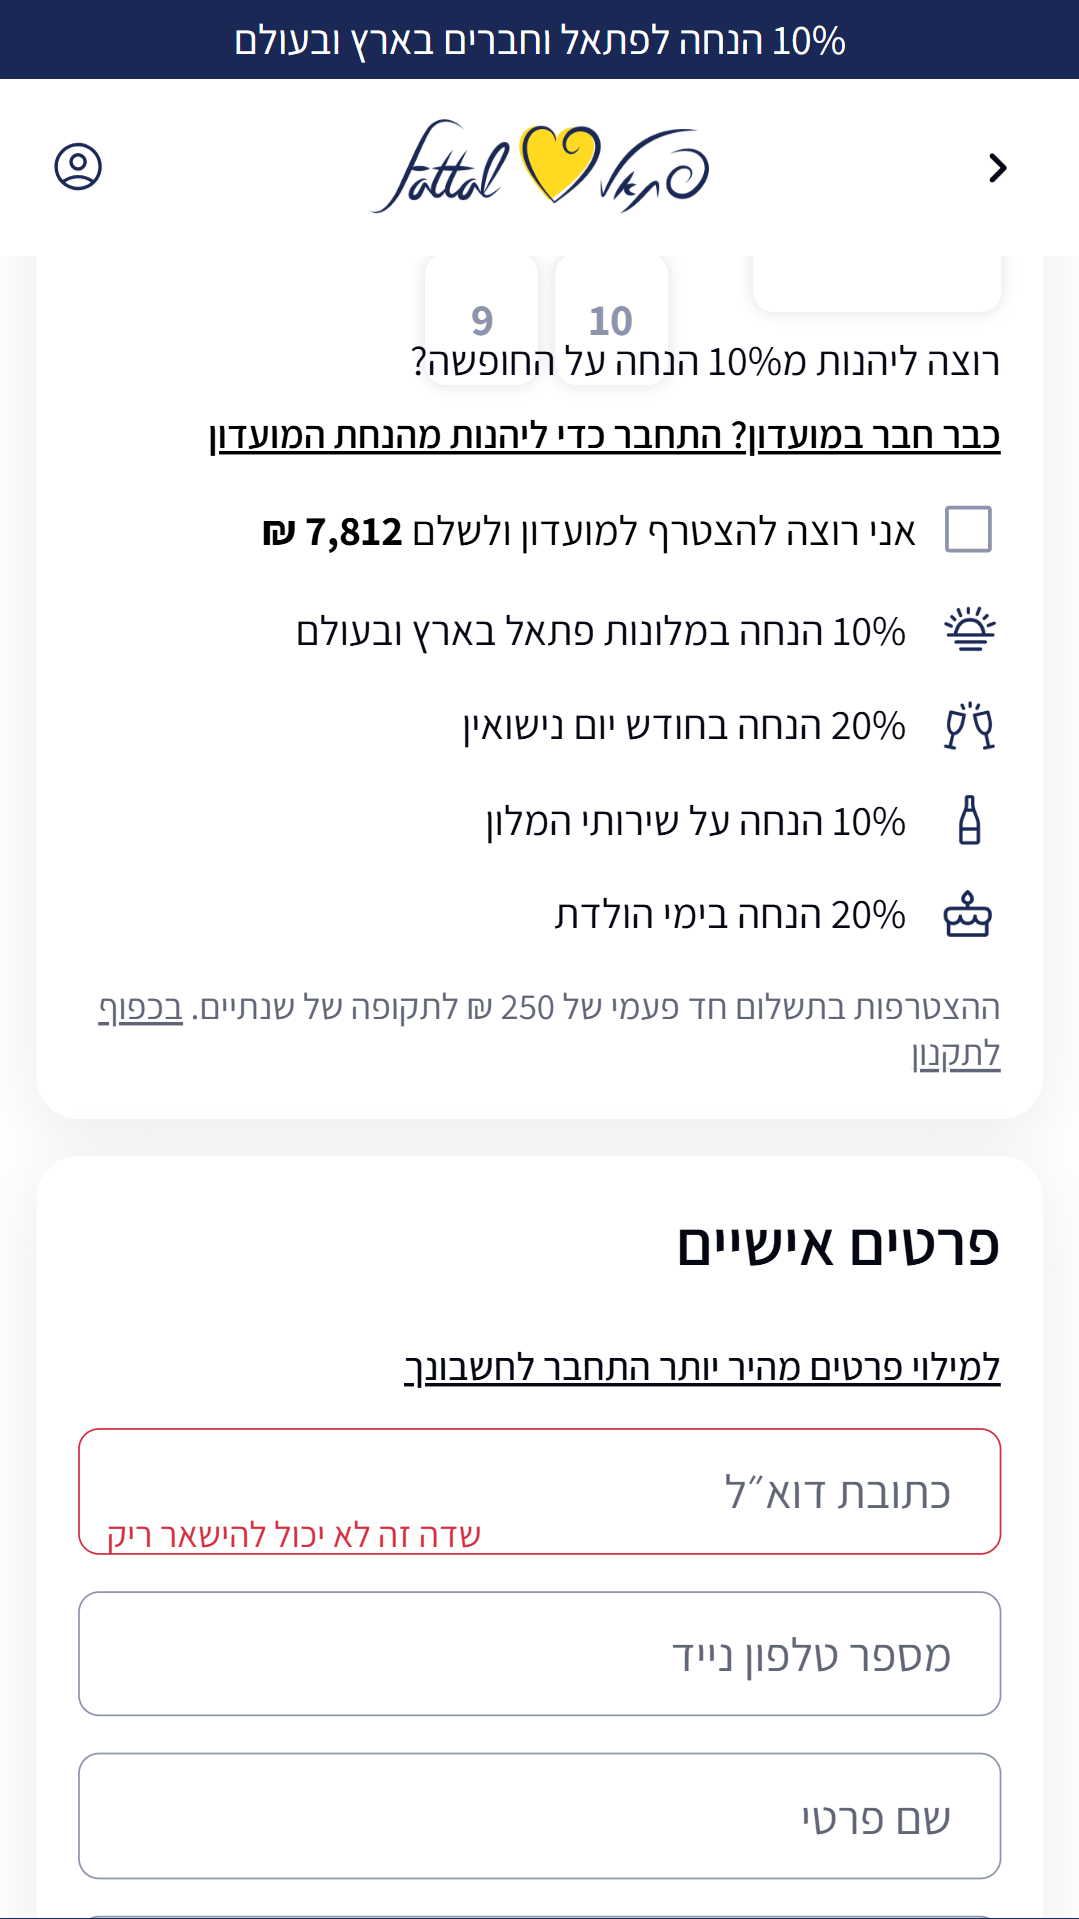 10% הנחה לפתאל וחברים בארץ ובעולם
פתאל Fattal
10 9
רוצה ליהנות מ10% הנחה על החופשה?
כבר חבר במועדון? התחבר כדי ליהנות מהנחת המועדון
אני רוצה להצטרף למועדון ולשלם 7,812 ₪
10% הנחה במלונות פתאל בארץ ובעולם
20% הנחה בחודש יום נישואין
10% הנחה על שירותי המלון
20% הנחה בימי הולדת
ההצטרפות בתשלום חד פעמי של 250 ₪ לתקופה של שנתיים. בכפוף
לתקנון
פרטים אישיים
למילוי פרטים מהיר יותר התחבר לחשבונך
כתובת דוא״ל
שדה זה לא יכול להישאר ריק
מספר טלפון נייד
שם פרטי